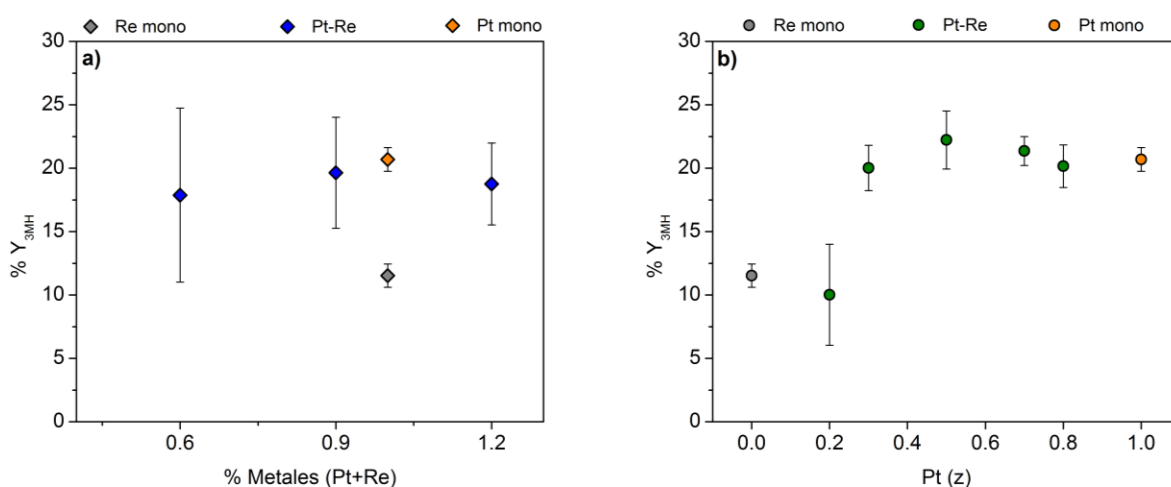 Re mono Pt-Re Pt mono
a)
30
25
20
15
10
5
0
% Y3MH
0.6 0.9 1.2
% Metales (Pt+Re)
Re mono Pt-Re Pt mono
b)
30
25
20
15
10
5
0
% Y3MH
0.0 0.2 0.4 0.6 0.8 1.0
Pt (z)